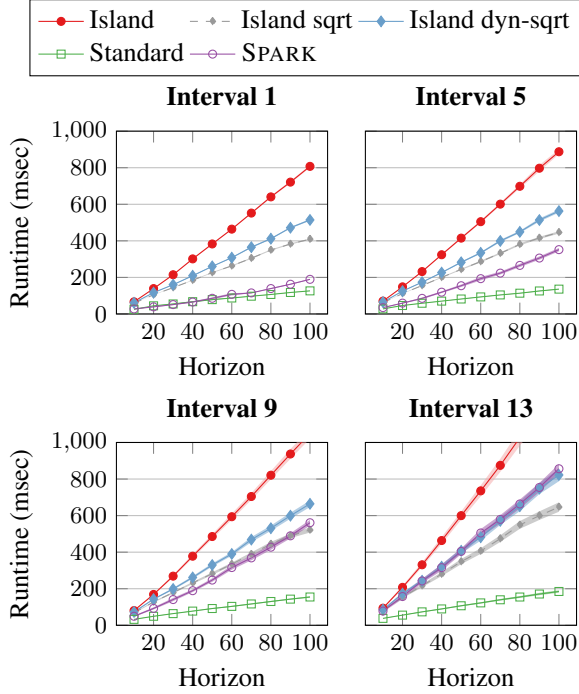 Island Island sqrt Island dyn-sqrt
Standard SPARK
Interval 1 Interval 5
1,000
800
600
400
200
0
Runtime (msec)
20 40 60 80 100 20 40 60 80 100
Horizon Horizon
Interval 9 Interval 13
1,000
800
600
400
200
0
Runtime (msec)
20 40 60 80 100 20 40 60 80 100
Horizon Horizon